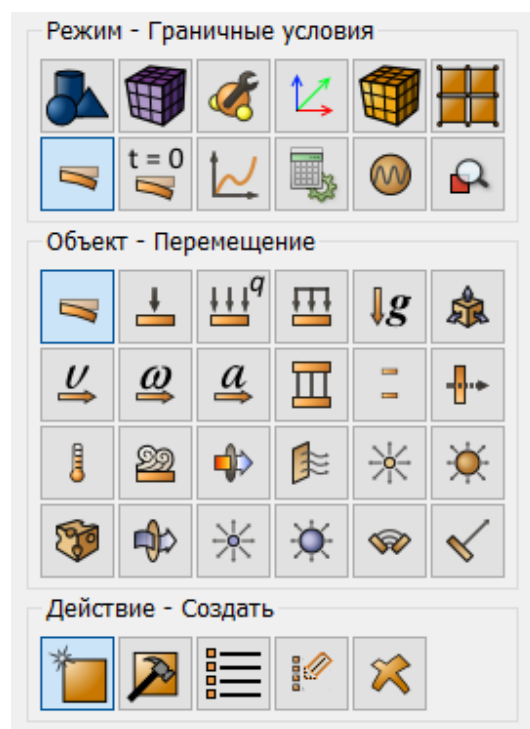 Режим - Граничные условия
t = 0
Объект - Перемещение
q
g
υ ω a
Действие - Создать